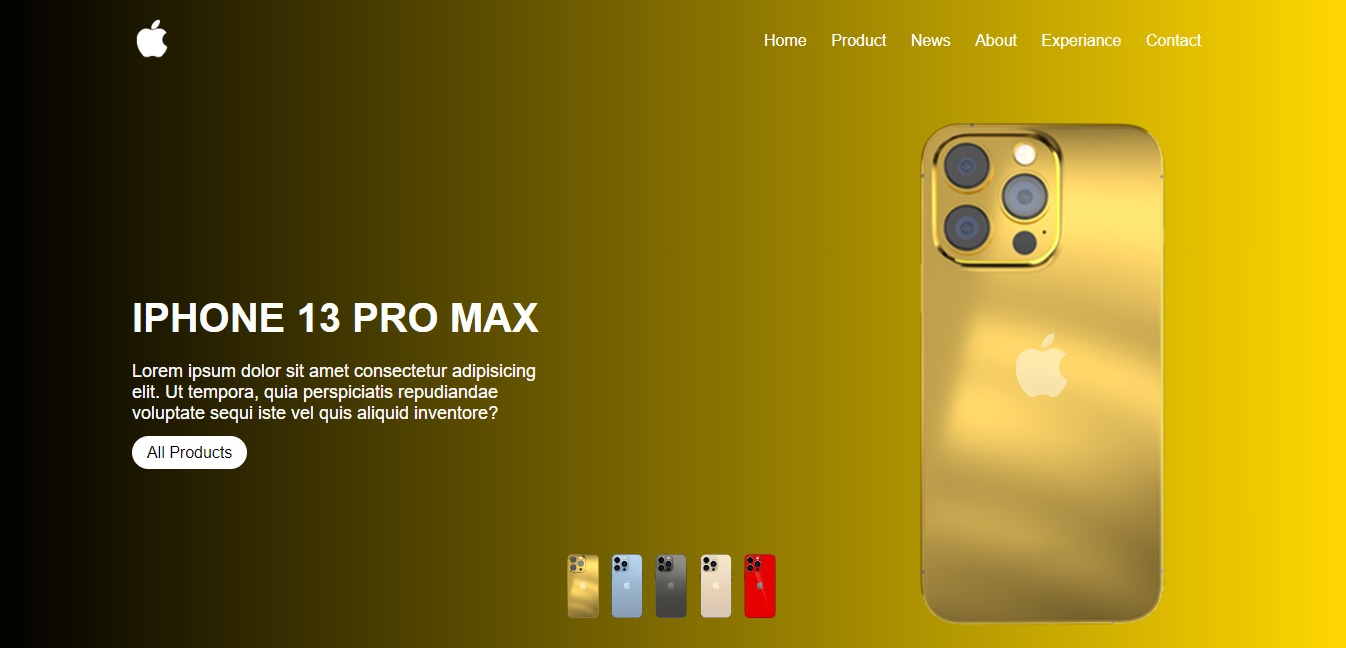 Home Product News About Experiance Contact
IPHONE 13 PRO MAX
Lorem ipsum dolor sit amet consectetur adipisicing
elit. Ut tempora, quia perspiciatis repudiandae
voluptate sequi iste vel quis aliquid inventore?
All Products